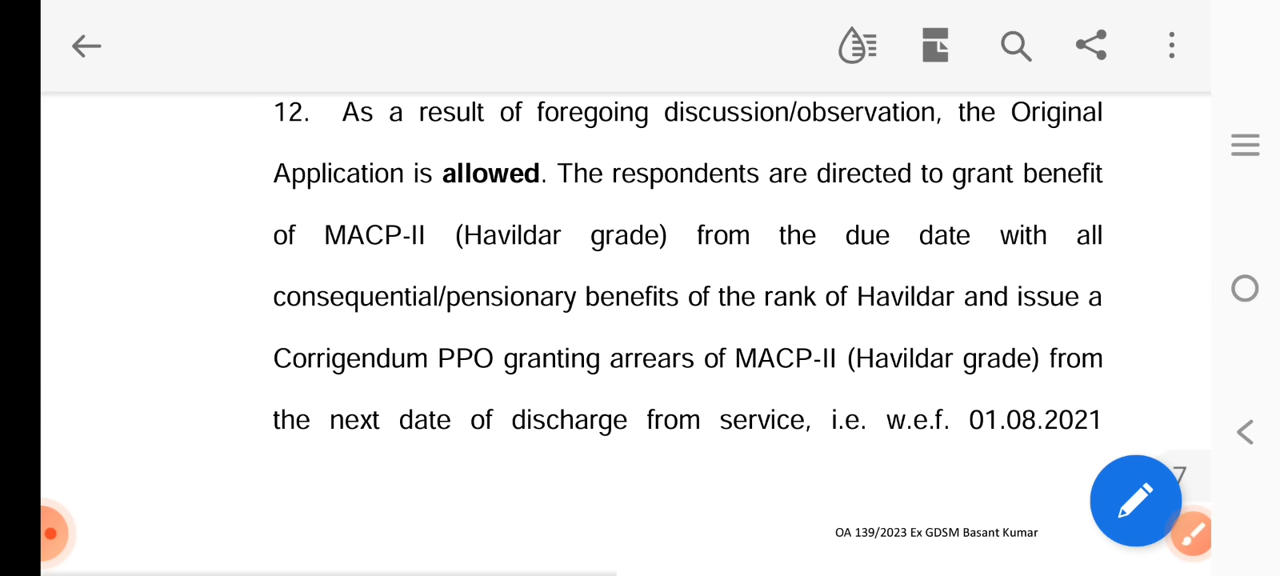 12. As a result of foregoing discussion/observation, the Original
Application is allowed. The respondents are directed to grant benefit
of MACP-II (Havildar grade) from the due date with all
consequential/pensionary benefits of the rank of Havildar and issue a
Corrigendum PPO granting arrears of MACP-II (Havildar grade) from
the next date of discharge from service, i.e. w.e.f. 01.08.2021
7
OA 139/2023 Ex GDSM Basant Kumar